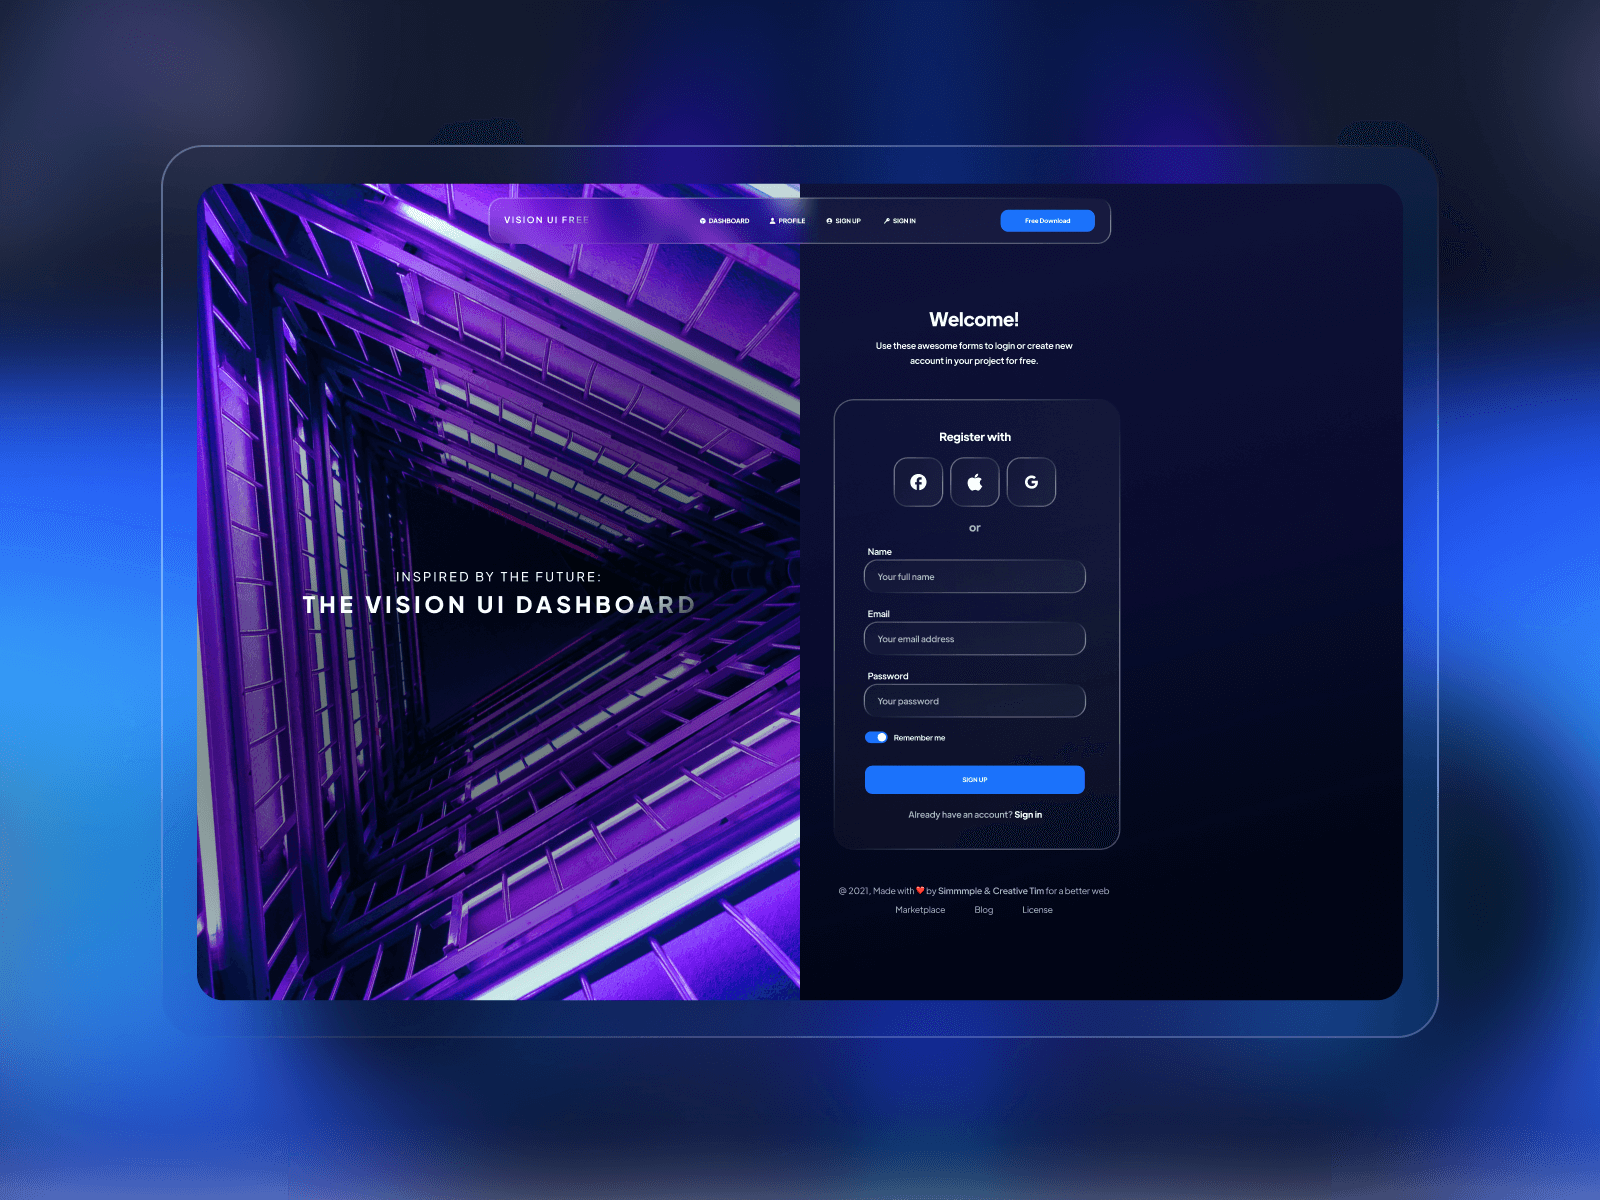 VISION UI FREE
DASHBOARD
PROFILE
SIGN UP
SIGN IN
Free Download
INSPIRED BY THE FUTURE:
THE VISION UI DASHBOARD
Welcome!
Use these awesome forms to login or create new
account in your project for free.
Register with
or
Name
Your full name
Email
Your email address
Password
Your password
Remember me
SIGN UP
Already have an account? Sign in
@ 2021, Made with ❤️ by Simmmple & Creative Tim for a better web
Marketplace
Blog
License